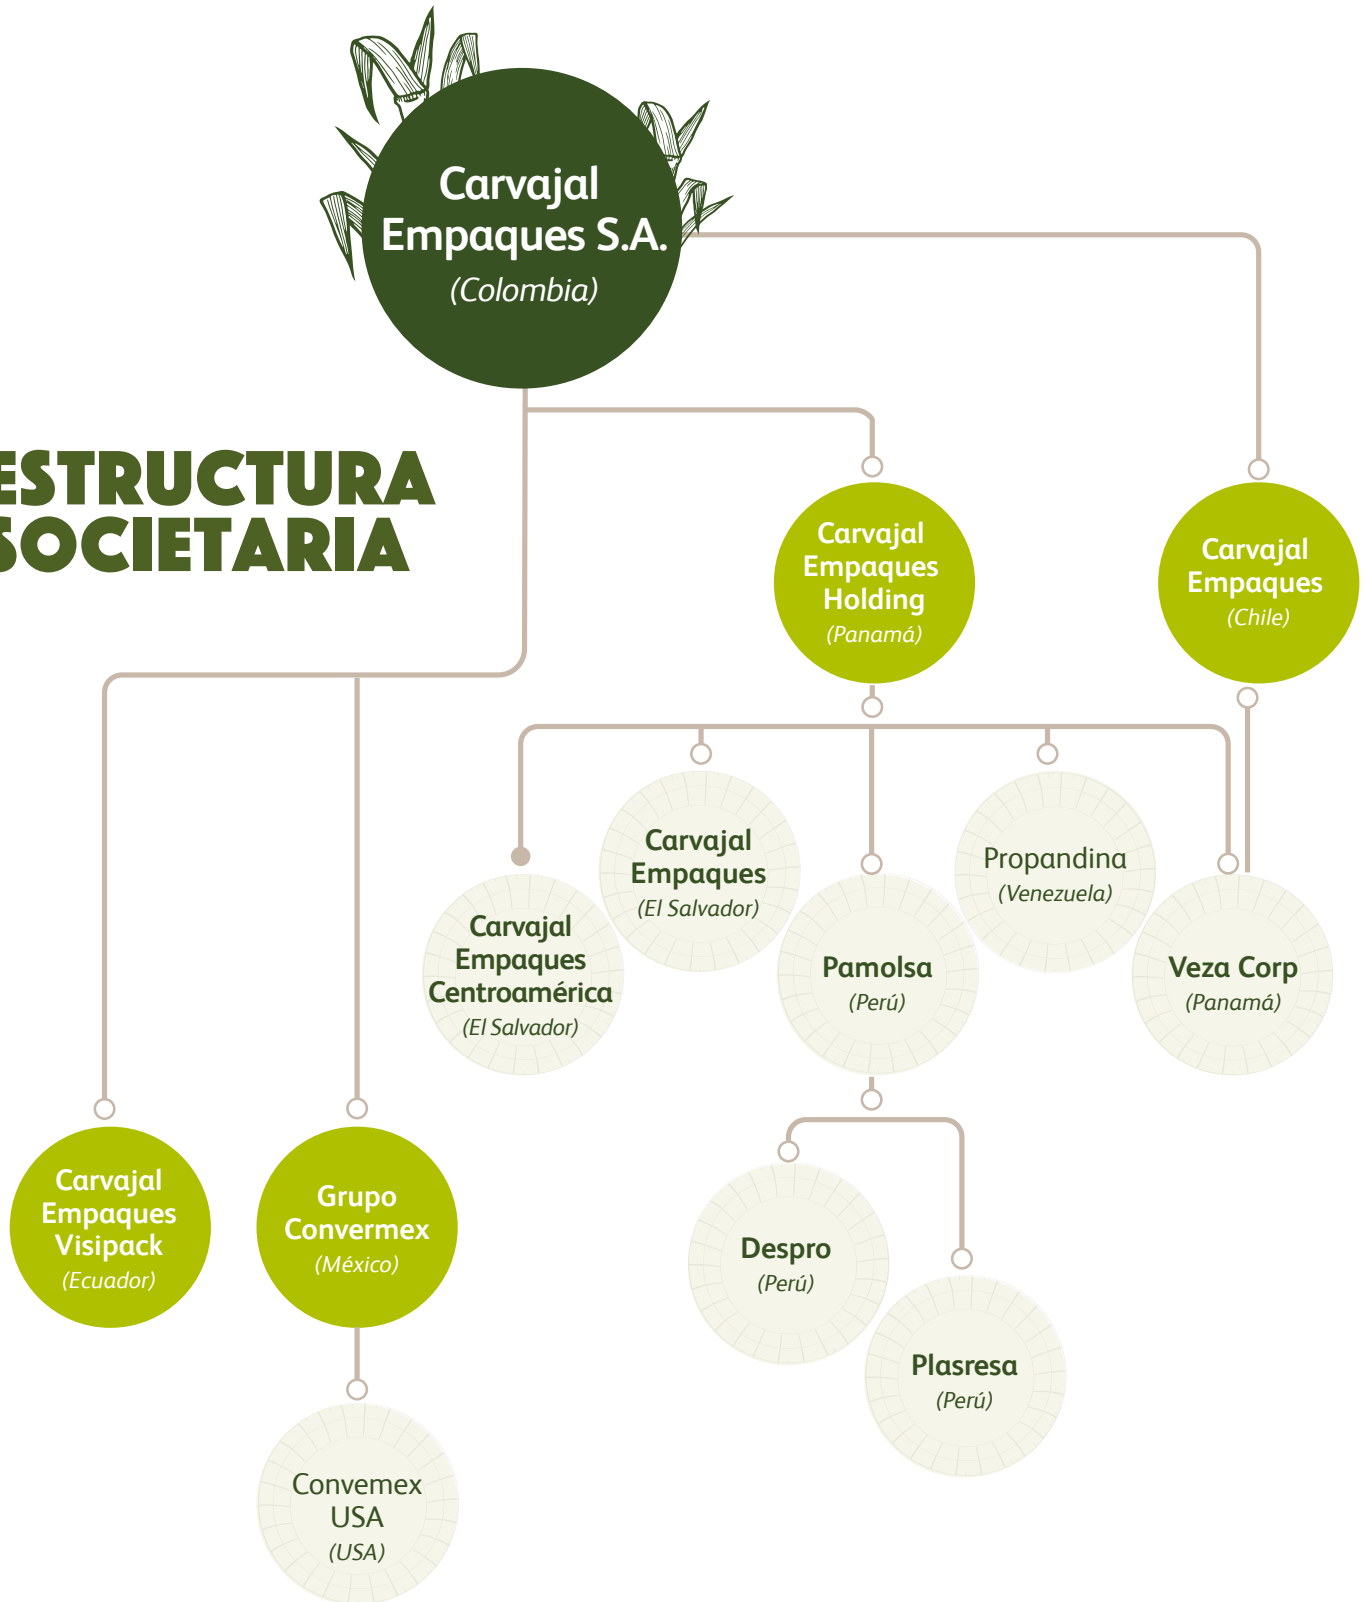 Carvajal
Empaques S.A.
(Colombia)
ESTRUCTURA
SOCIETARIA
Carvajal
Empaques
Holding
(Panamá)
Carvajal
Empaques
(Chile)
Carvajal
Empaques
(El Salvador)
Propandina
(Venezuela)
Carvajal
Empaques
Centroamérica
(El Salvador)
Pamolsa
(Perú)
Veza Corp
(Panamá)
Carvajal
Empaques
Visipack
(Ecuador)
Grupo
Convermex
(México)
Despro
(Perú)
Plasresa
(Perú)
Convemex
USA
(USA)